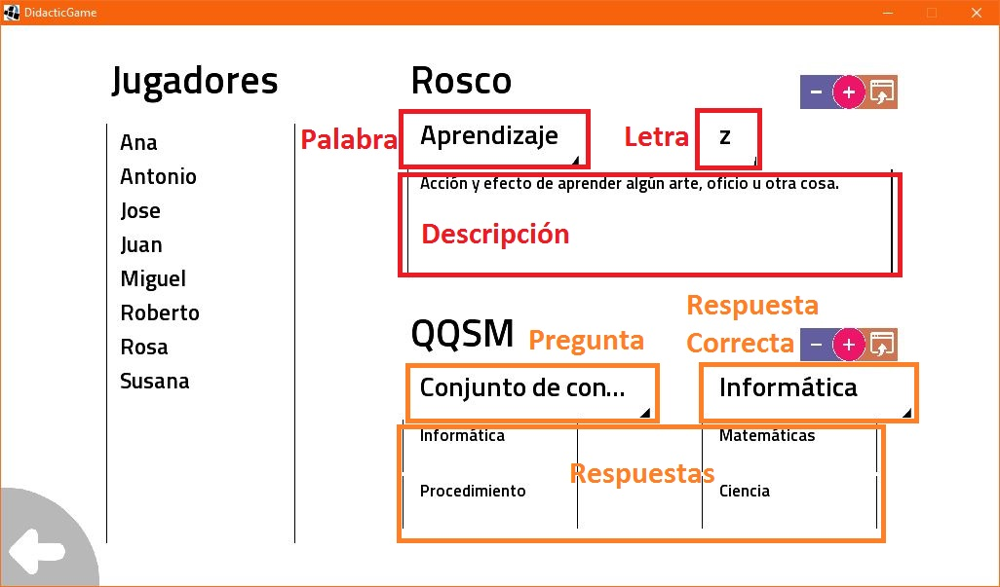 DidacticGame
Jugadores
Ana
Antonio
Jose
Juan
Miguel
Roberto
Rosa
Susana
Rosco
Palabra
Aprendizaje
Letra
z
Acción y efecto de aprender algún arte, oficio u otra cosa.
Descripción
QQSM
Pregunta
Respuesta
Correcta
Conjunto de con...
Informática
Informática
Matemáticas
Respuestas
Procedimiento
Ciencia